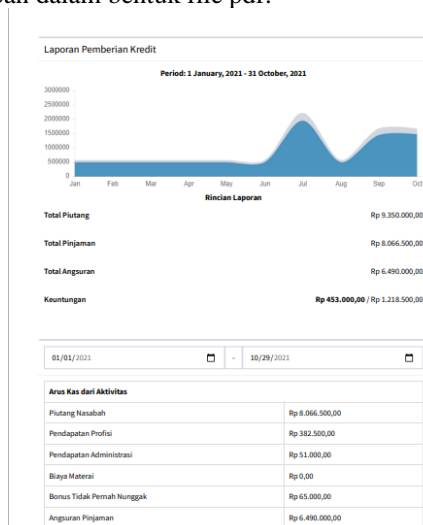 dalam bentuk file pdf.
Laporan Pemberian Kredit
Period: 1 January, 2021 - 31 October, 2021
3000000
2500000
2000000
1500000
1000000
500000
0
Jan Feb Mar Apr May Jun Jul Aug Sep Oct
Rincian Laporan
Total Piutang Rp 9.350.000,00
Total Pinjaman Rp 8.066.500,00
Total Angsuran Rp 6.490.000,00
Keuntungan Rp 453.000,00 / Rp 1.218.500,00
01/01/2021 - 10/29/2021
Arus Kas dari Aktivitas
Piutang Nasabah Rp 8.066.500,00
Pendapatan Profisi Rp 382.500,00
Pendapatan Administrasi Rp 51.000,00
Biaya Materai Rp 0,00
Bonus Tidak Pernah Nunggak Rp 65.000,00
Angsuran Pinjaman Rp 6.490.000,00